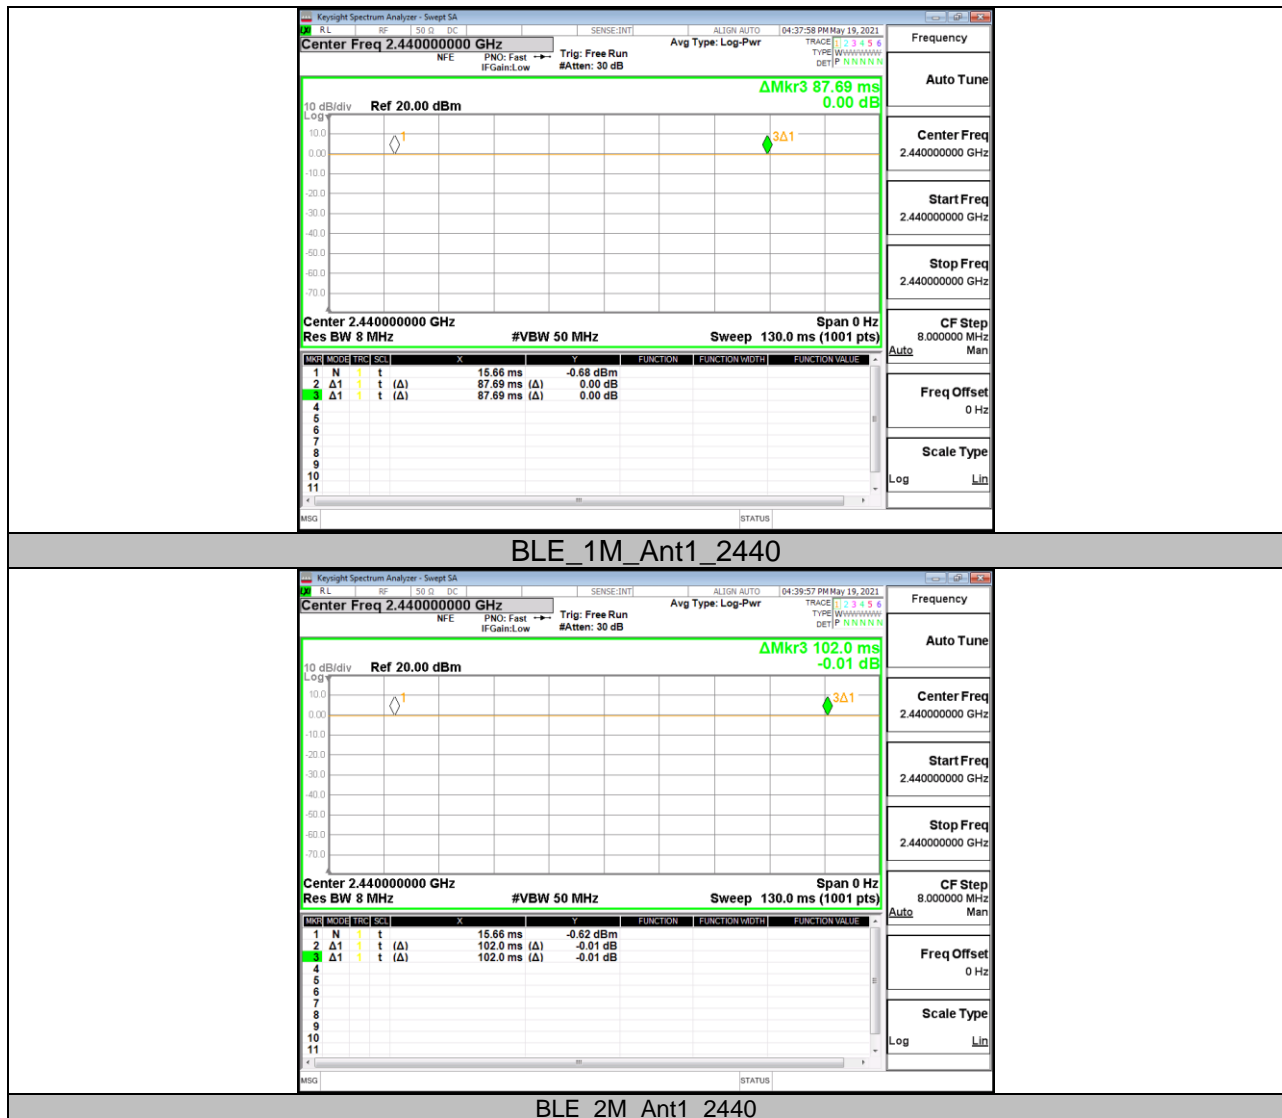 Keysight Spectrum Analyzer - Swept SA
RL RF 50 Ω DC SENSE:INT ALIGN AUTO 04:37:58 PM May 19, 2021
Center Freq 2.440000000 GHz
NFE PNO: Fast IFGain:Low
Trig: Free Run #Atten: 30 dB
Avg Type: Log-Pwr
TRACE 1 2 3 4 5 6
TYPE WWWWWW
DET P N N N N N
Frequency
Auto Tune
ΔMkr3 87.69 ms
0.00 dB
10 dB/div Ref 20.00 dBm
Log
10.0
0.00
-10.0
-20.0
-30.0
-40.0
-50.0
-60.0
-70.0
1
3Δ1
Center Freq
2.440000000 GHz
Start Freq
2.440000000 GHz
Stop Freq
2.440000000 GHz
Center 2.440000000 GHz Span 0 Hz
Res BW 8 MHz #VBW 50 MHz Sweep 130.0 ms (1001 pts)
CF Step
8.000000 MHz
Auto Man
MKR MODE TRC SCL X Y FUNCTION FUNCTION WIDTH FUNCTION VALUE
1 N 1 t 15.66 ms -0.68 dBm
2 Δ1 1 t (Δ) 87.69 ms (Δ) 0.00 dB
3 Δ1 1 t (Δ) 87.69 ms (Δ) 0.00 dB
4
5
6
7
8
9
10
11
Freq Offset
0 Hz
Scale Type
Log Lin
MSG STATUS
BLE_1M_Ant1_2440
Keysight Spectrum Analyzer - Swept SA
RL RF 50 Ω DC SENSE:INT ALIGN AUTO 04:39:57 PM May 19, 2021
Center Freq 2.440000000 GHz
NFE PNO: Fast IFGain:Low
Trig: Free Run #Atten: 30 dB
Avg Type: Log-Pwr
TRACE 1 2 3 4 5 6
TYPE WWWWWW
DET P N N N N N
Frequency
Auto Tune
ΔMkr3 102.0 ms
-0.01 dB
10 dB/div Ref 20.00 dBm
Log
10.0
0.00
-10.0
-20.0
-30.0
-40.0
-50.0
-60.0
-70.0
1
3Δ1
Center Freq
2.440000000 GHz
Start Freq
2.440000000 GHz
Stop Freq
2.440000000 GHz
Center 2.440000000 GHz Span 0 Hz
Res BW 8 MHz #VBW 50 MHz Sweep 130.0 ms (1001 pts)
CF Step
8.000000 MHz
Auto Man
MKR MODE TRC SCL X Y FUNCTION FUNCTION WIDTH FUNCTION VALUE
1 N 1 t 15.66 ms -0.62 dBm
2 Δ1 1 t (Δ) 102.0 ms (Δ) -0.01 dB
3 Δ1 1 t (Δ) 102.0 ms (Δ) -0.01 dB
4
5
6
7
8
9
10
11
Freq Offset
0 Hz
Scale Type
Log Lin
MSG STATUS
BLE_2M_Ant1_2440